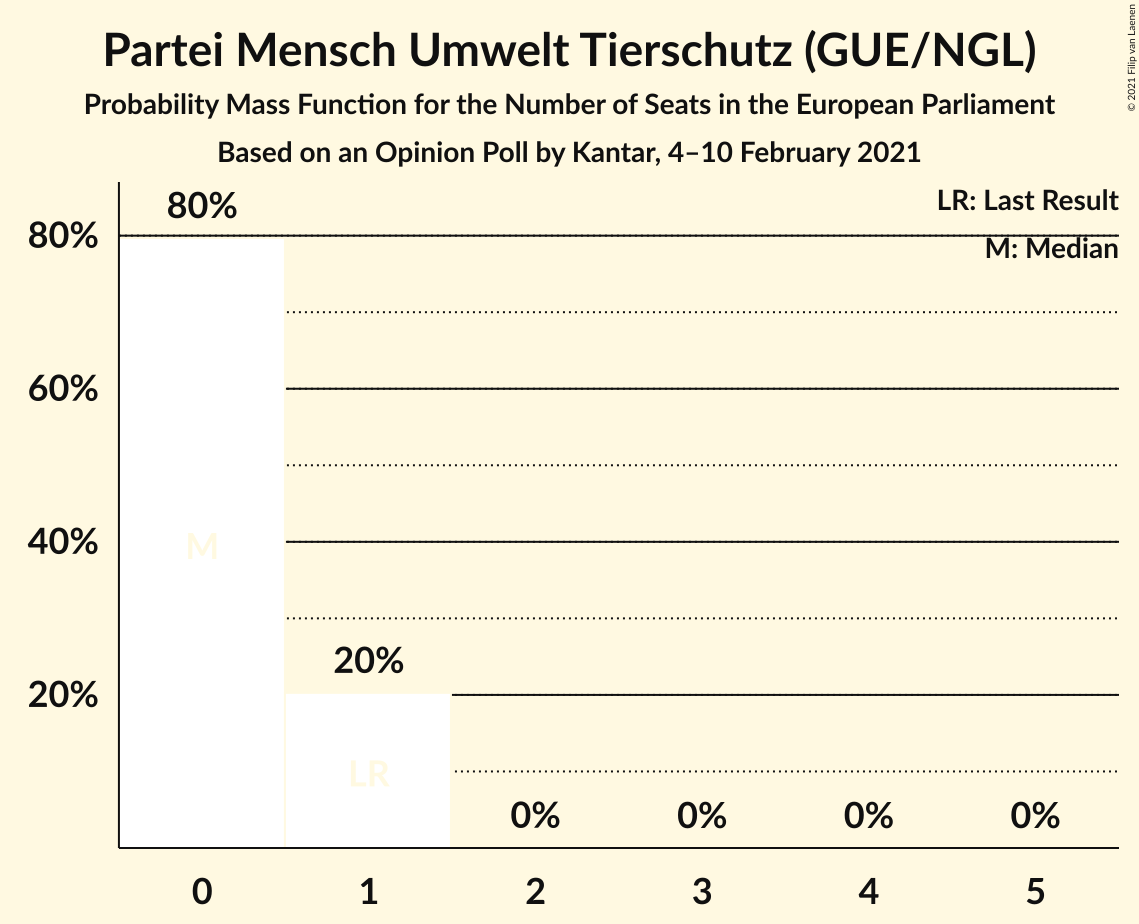 Partei Mensch Umwelt Tierschutz (GUE/NGL)
Probability Mass Function for the Number of Seats in the European Parliament
Based on an Opinion Poll by Kantar, 4–10 February 2021
© 2021 Filip van Laenen
LR: Last Result
M: Median
80%
80%
60%
40%
M
20%
20%
LR
0% 0% 0% 0%
0 1 2 3 4 5